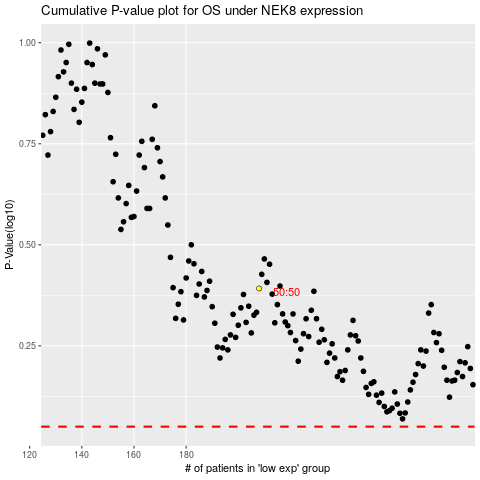 Cumulative P-value plot for OS under NEK8 expression
P-Value(log10)
1.00
0.75
0.50
0.25
50:50
120 140 160 180
# of patients in 'low exp' group